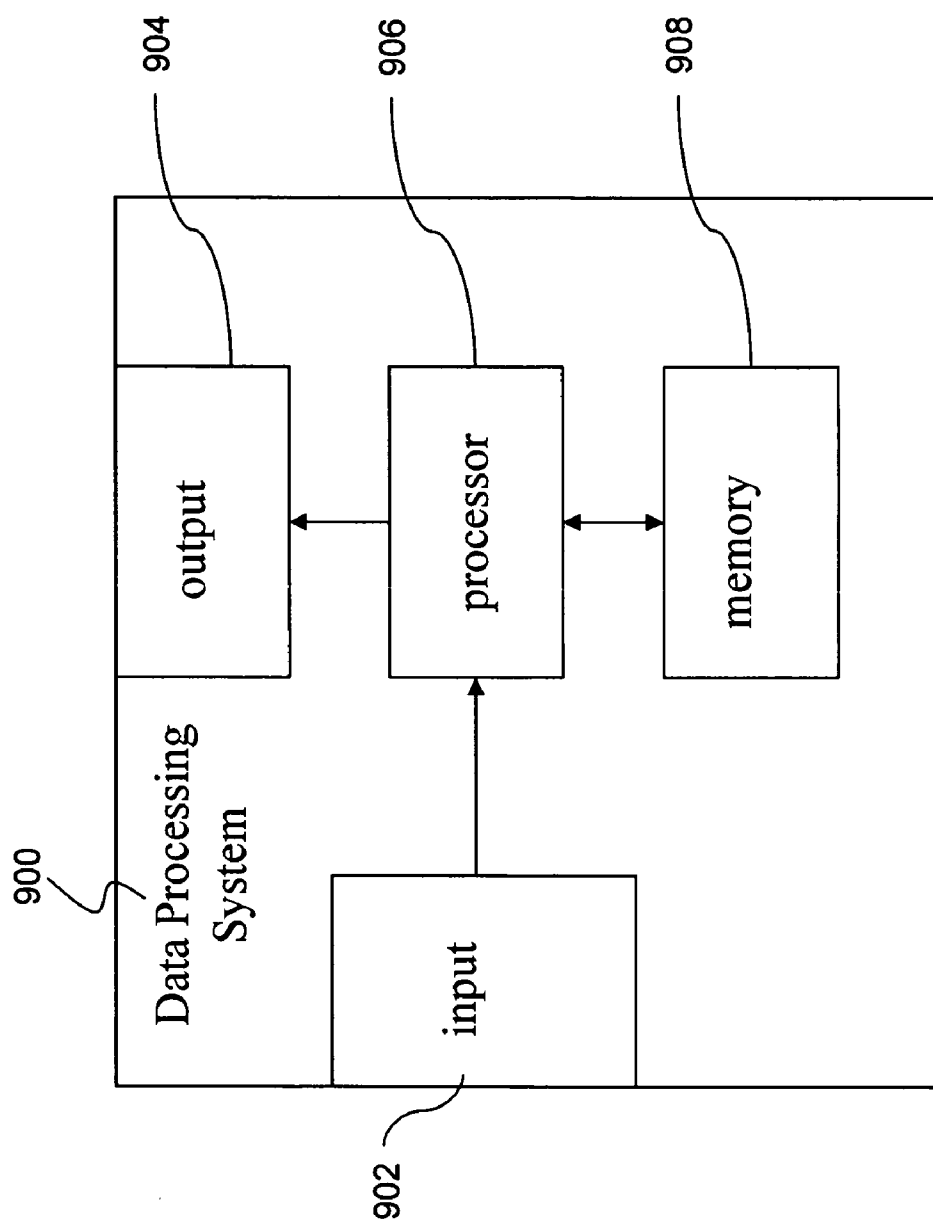 900
Data Processing
System
output
904
902
input
processor
906
memory
908